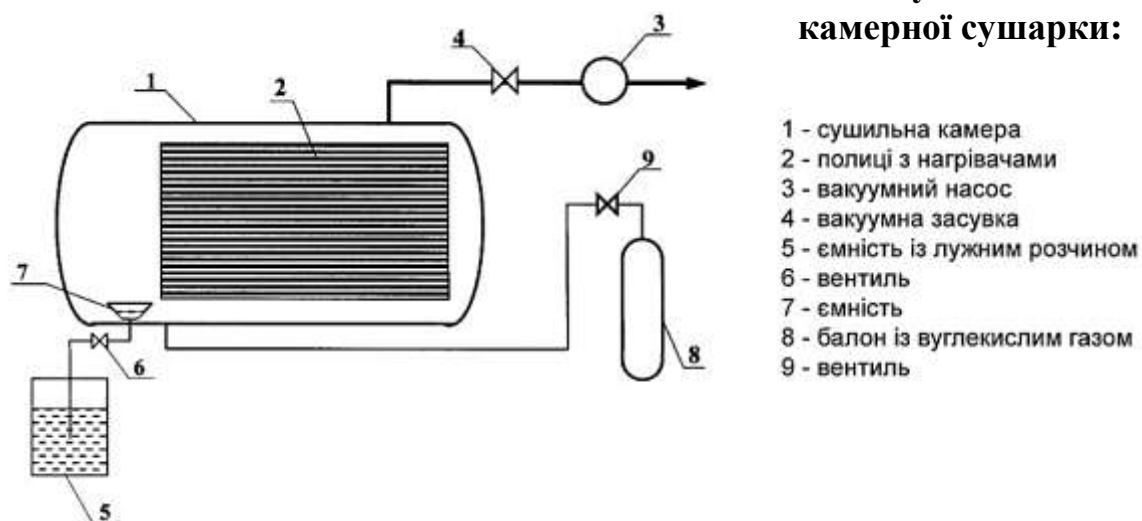 камерної сушарки:
4
3
1
2
9
7
6
8
5
1 - сушильна камера
2 - полиці з нагрівачами
3 - вакуумний насос
4 - вакуумна засувка
5 - ємність із лужним розчином
6 - вентиль
7 - ємність
8 - балон із вуглекислим газом
9 - вентиль